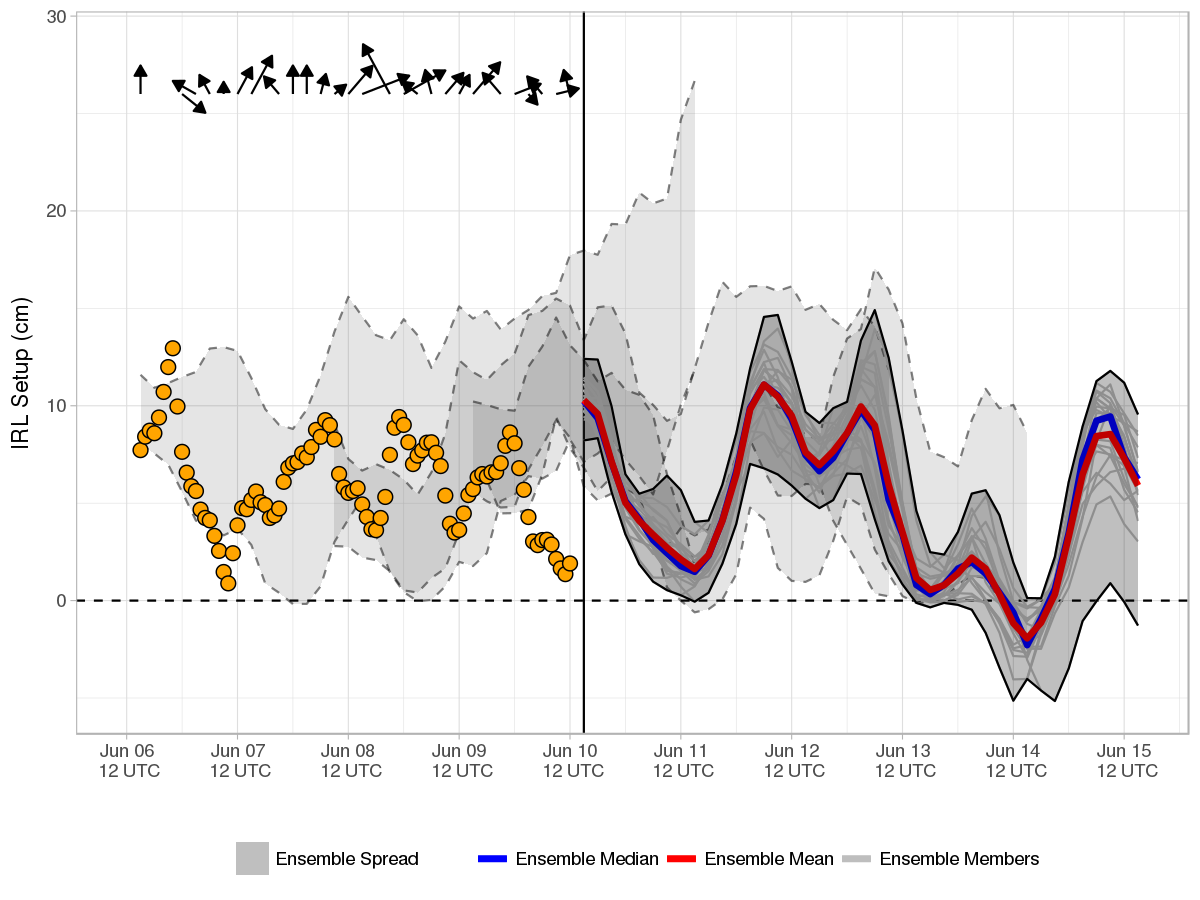 30
20
10
0
IRL Setup (cm)
Jun 06 Jun 07 Jun 08 Jun 09 Jun 10 Jun 11 Jun 12 Jun 13 Jun 14 Jun 15
12 UTC 12 UTC 12 UTC 12 UTC 12 UTC 12 UTC 12 UTC 12 UTC 12 UTC 12 UTC
Ensemble Spread Ensemble Median Ensemble Mean Ensemble Members